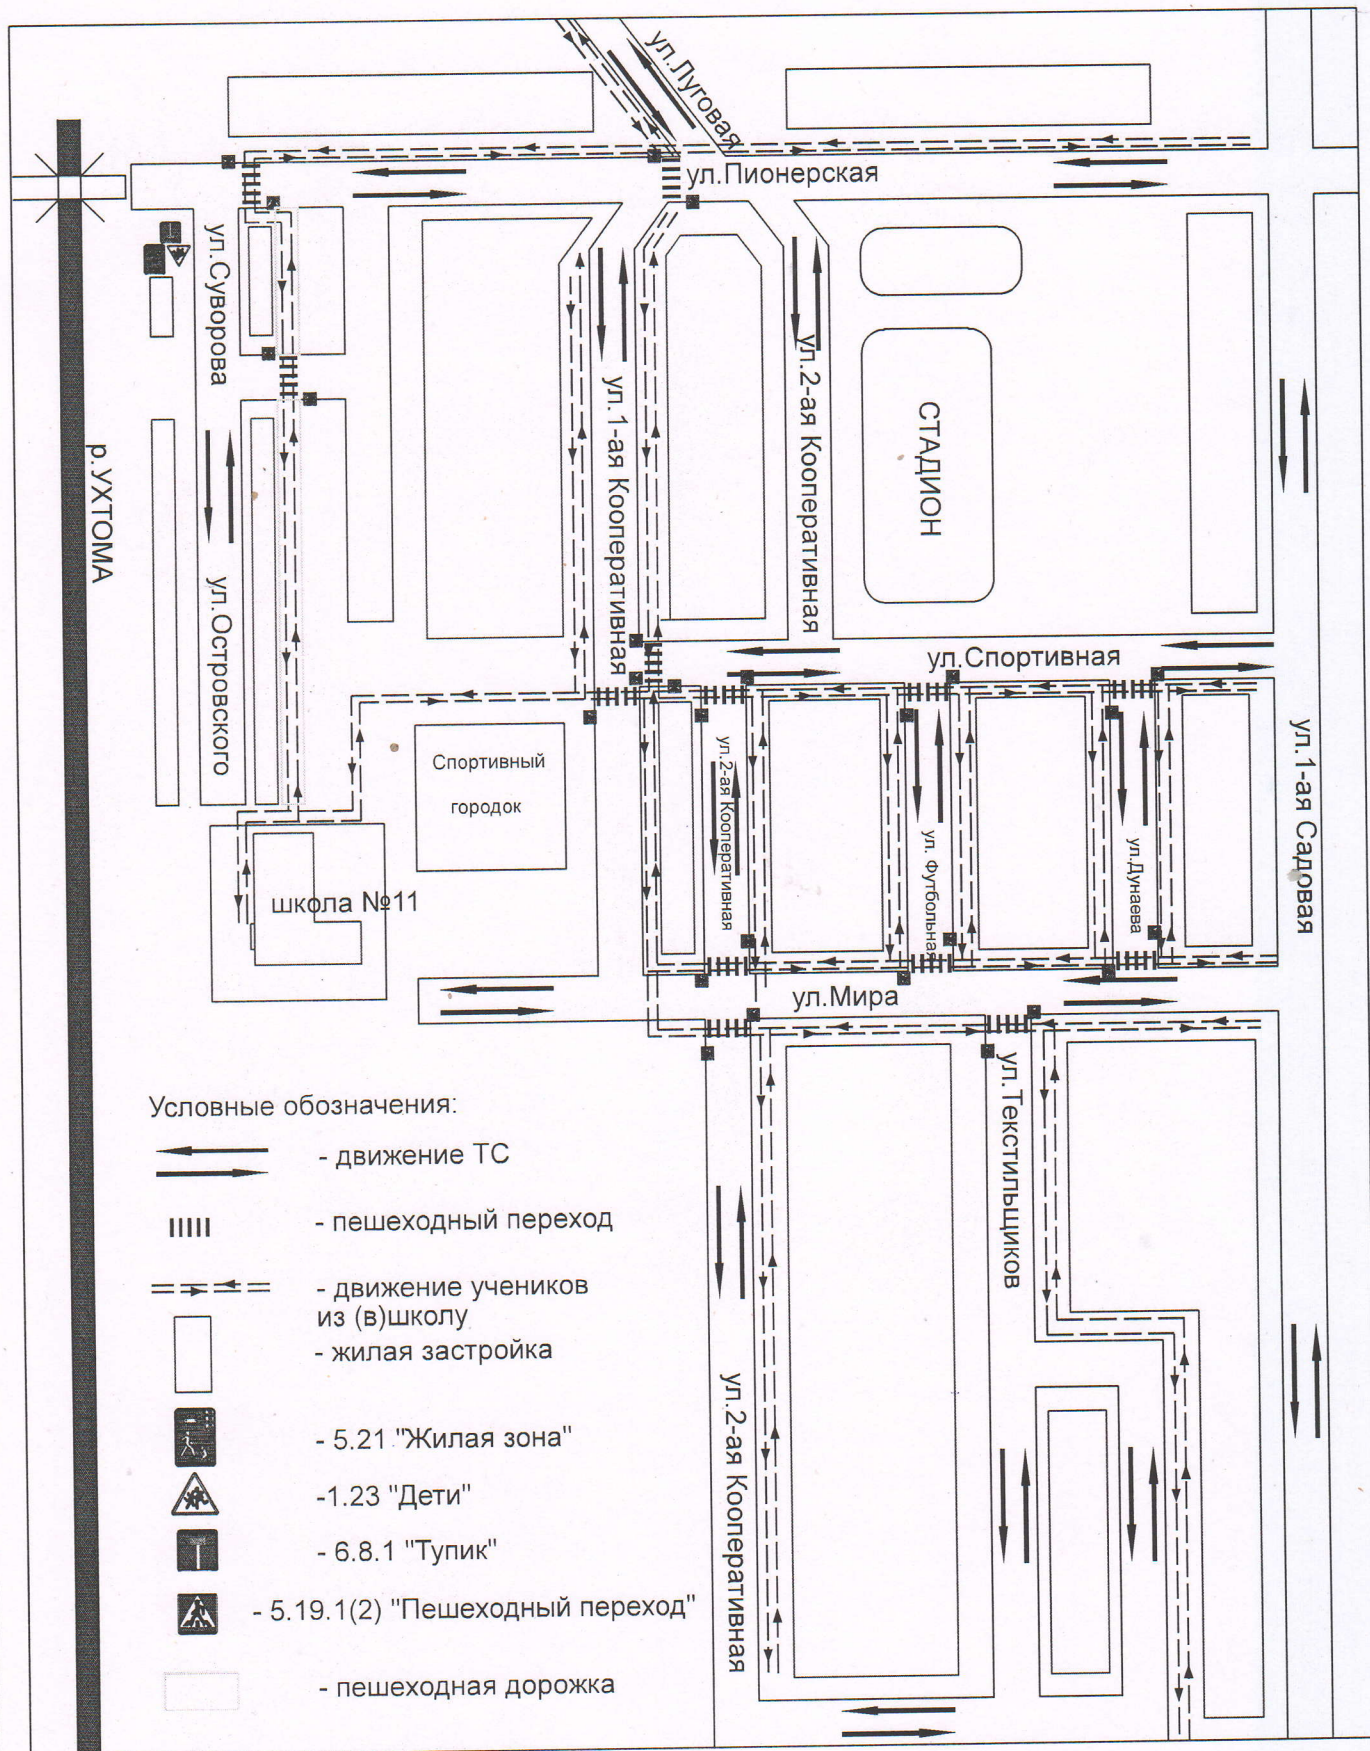 ул.Луговая
ул.Пионерская
ул.Суворова
ул.1-ая Кооперативная
ул.2-ая Кооперативная
СТАДИОН
р.УХТОМА
ул.Островского
ул.Спортивная
ул.1-ая Садовая
Спортивный
городок
ул.2-ая Кооперативная
ул. Футбольная
ул.Дунаева
школа №11
ул.Мира
ул.Текстильщиков
ул.2-ая Кооперативная
Условные обозначения:
- движение ТС
- пешеходный переход
- движение учеников
из (в)школу
- жилая застройка
- 5.21 "Жилая зона"
-1.23 "Дети"
- 6.8.1 "Тупик"
- 5.19.1(2) "Пешеходный переход"
- пешеходная дорожка